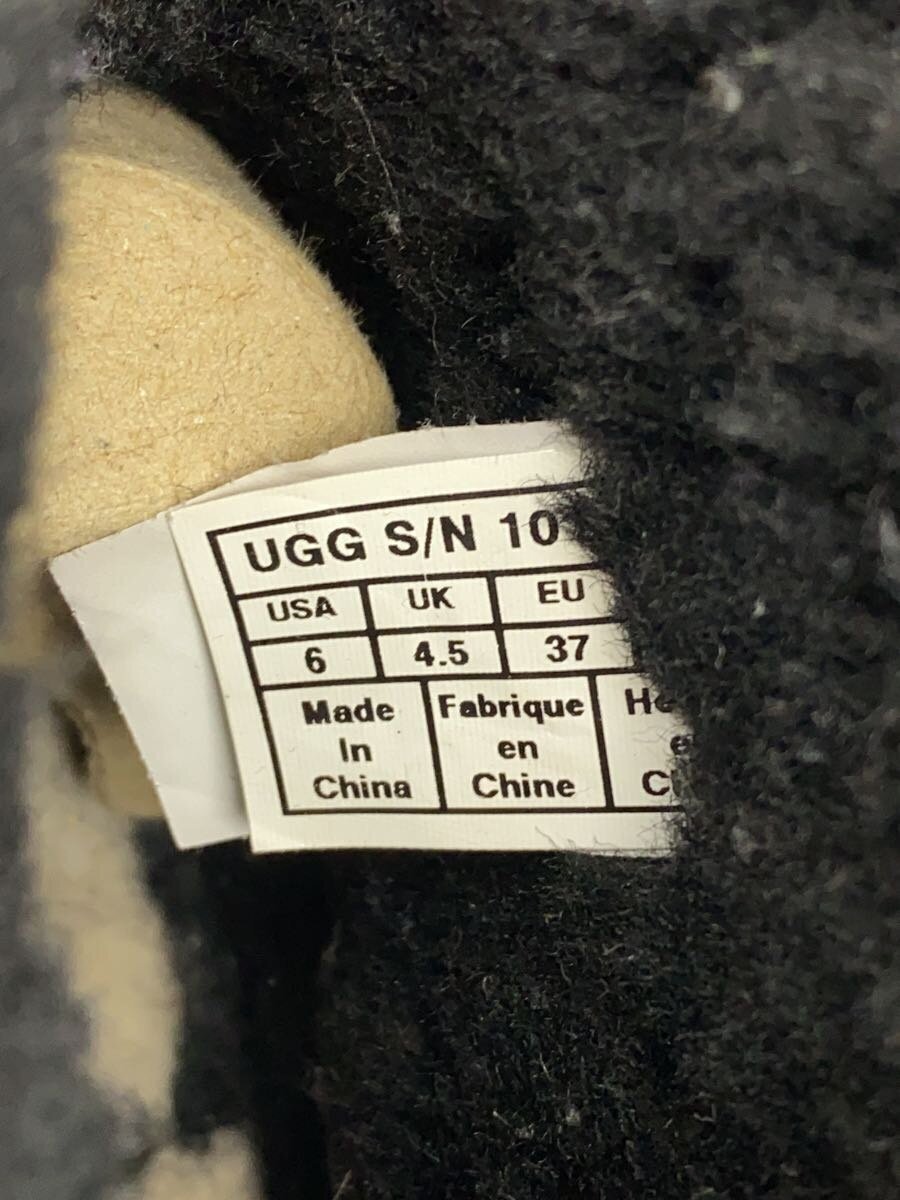 UGG S/N 10
USA UK EU
6 4.5 37
Made Fabrique
In en
China Chine